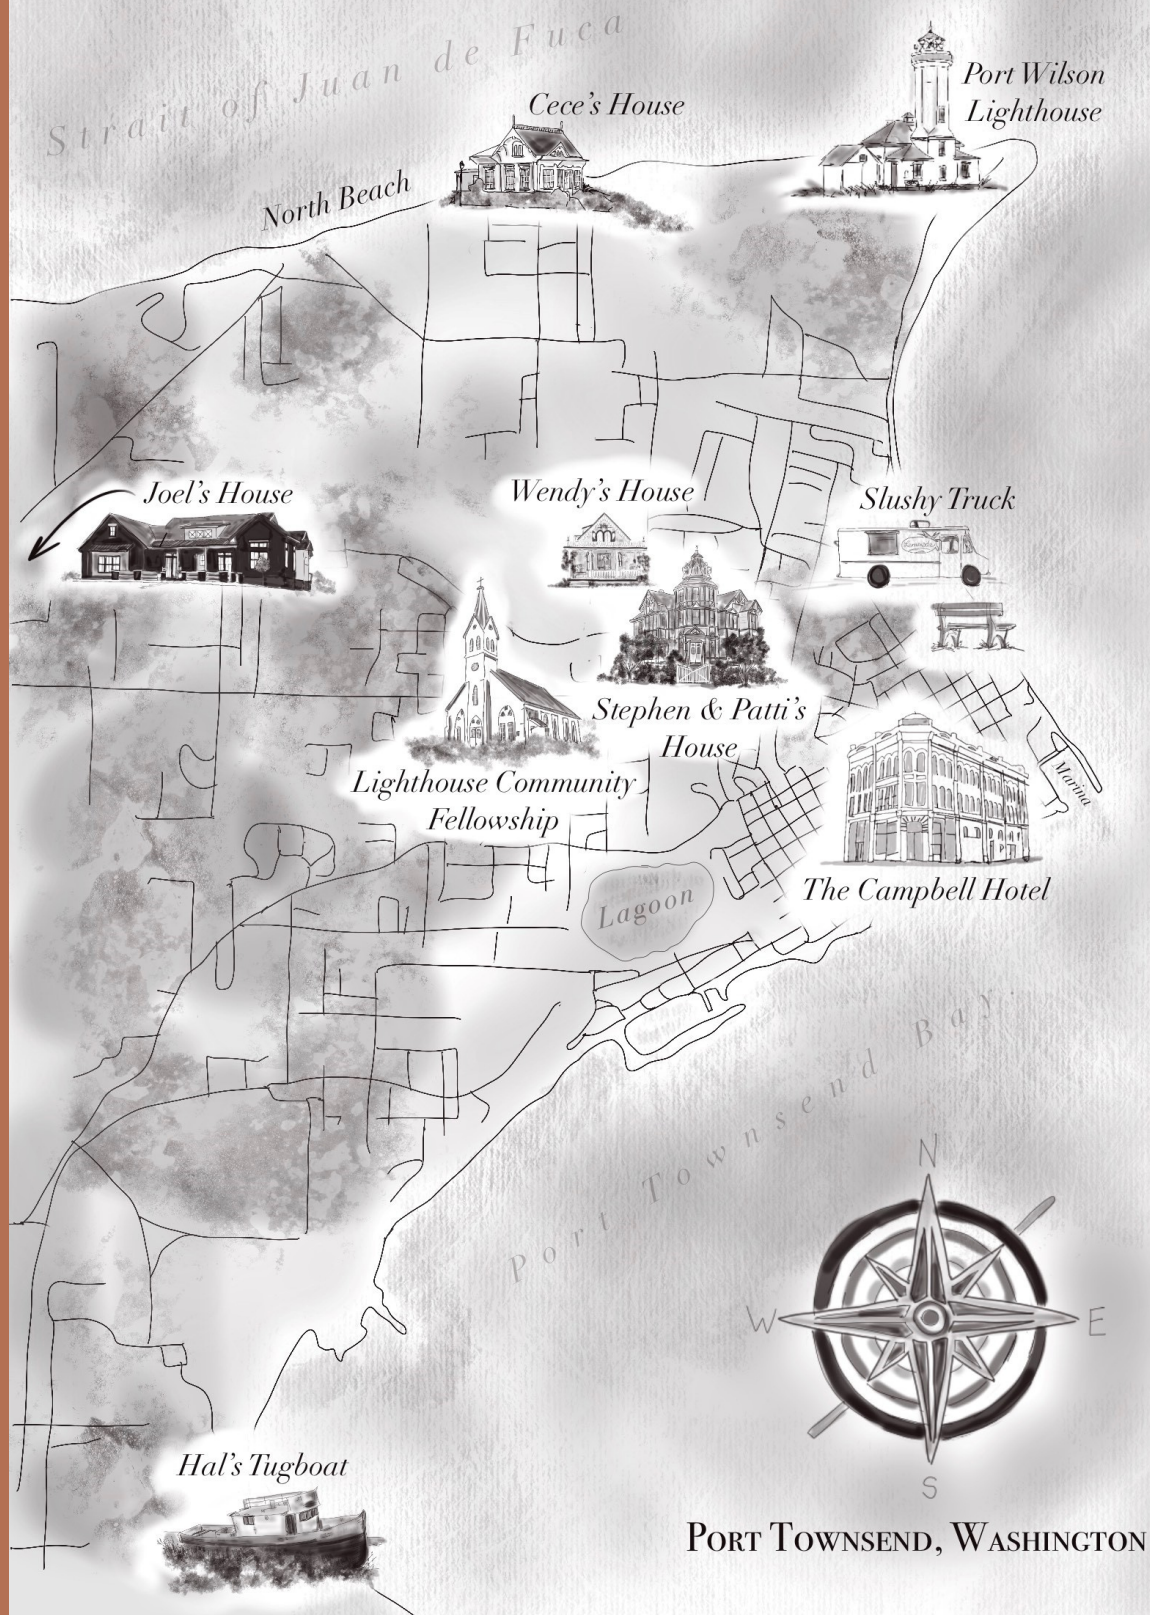 Strait of Juan de Fuca
Port Wilson
Lighthouse
Cece's House
North Beach
Joel's House
Wendy's House
Slushy Truck
Stephen & Patti's
House
Marina
Lighthouse Community
Fellowship
The Campbell Hotel
Lagoon
Port Townsend Bay
N
W
E
S
Hal's Tugboat
Port Townsend, Washington